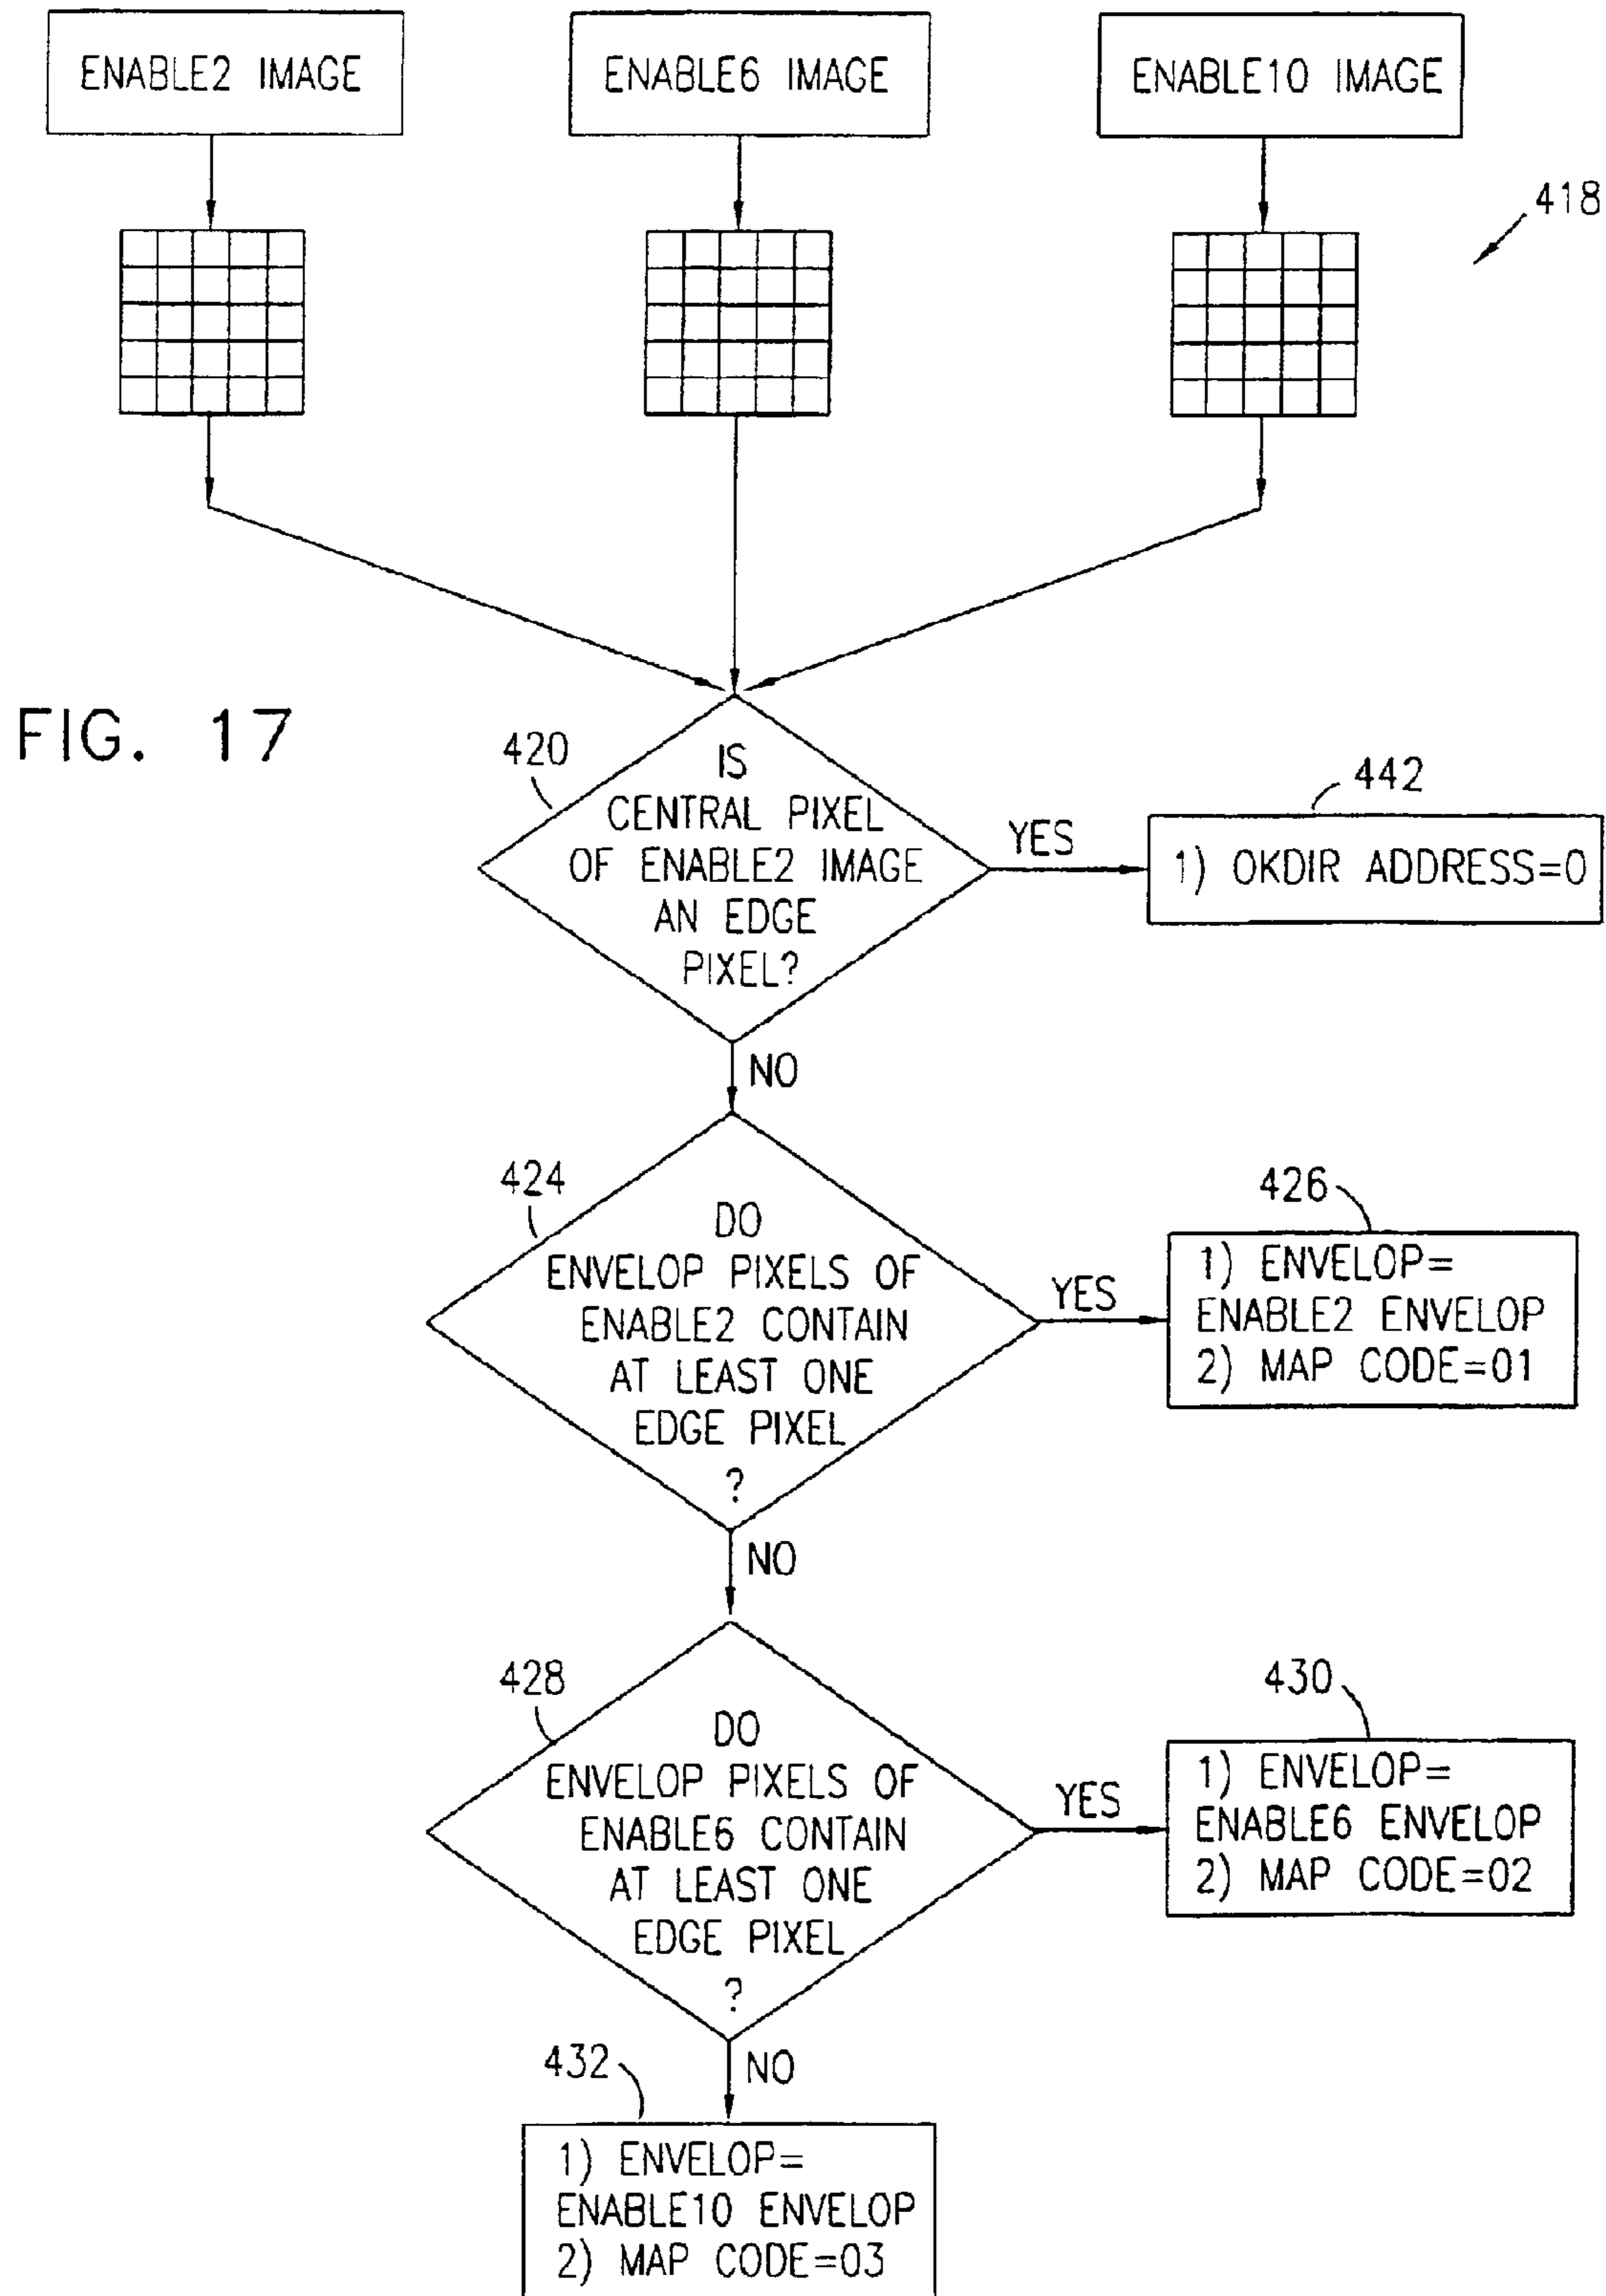 ENABLE2 IMAGE
ENABLE6 IMAGE
ENABLE10 IMAGE
418
FIG. 17
420
IS
CENTRAL PIXEL
OF ENABLE2 IMAGE
AN EDGE
PIXEL?
YES
442
1) OKDIR ADDRESS=0
NO
424
DO
ENVELOP PIXELS OF
ENABLE2 CONTAIN
AT LEAST ONE
EDGE PIXEL
?
YES
426
1) ENVELOP=
ENABLE2 ENVELOP
2) MAP CODE=01
NO
428
DO
ENVELOP PIXELS OF
ENABLE6 CONTAIN
AT LEAST ONE
EDGE PIXEL
?
YES
430
1) ENVELOP=
ENABLE6 ENVELOP
2) MAP CODE=02
NO
432
1) ENVELOP=
ENABLE10 ENVELOP
2) MAP CODE=03